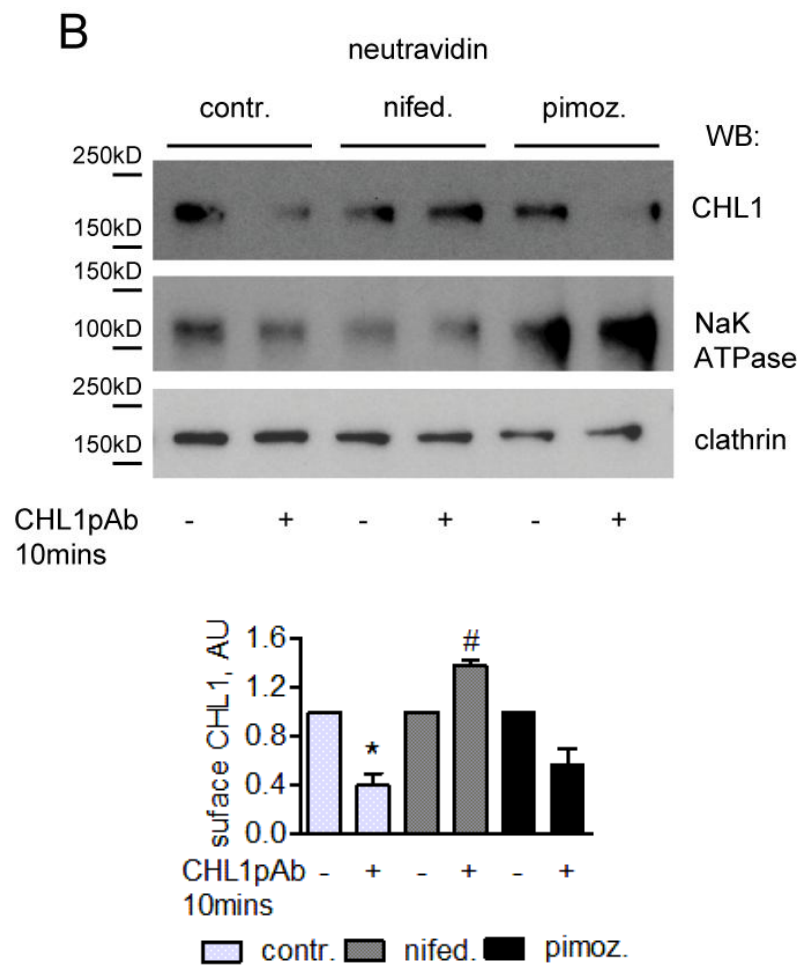 B
neutravidin
contr. nifed. pimoz.
WB:
250kD
150kD
CHL1
150kD
100kD
NaK
ATPase
250kD
150kD
clathrin
CHL1pAb - + - + - +
10mins
suface CHL1, AU
1.6
1.2
0.8
0.4
0.0
*
#
CHL1pAb - + - + - +
10mins
contr. nifed. pimoz.